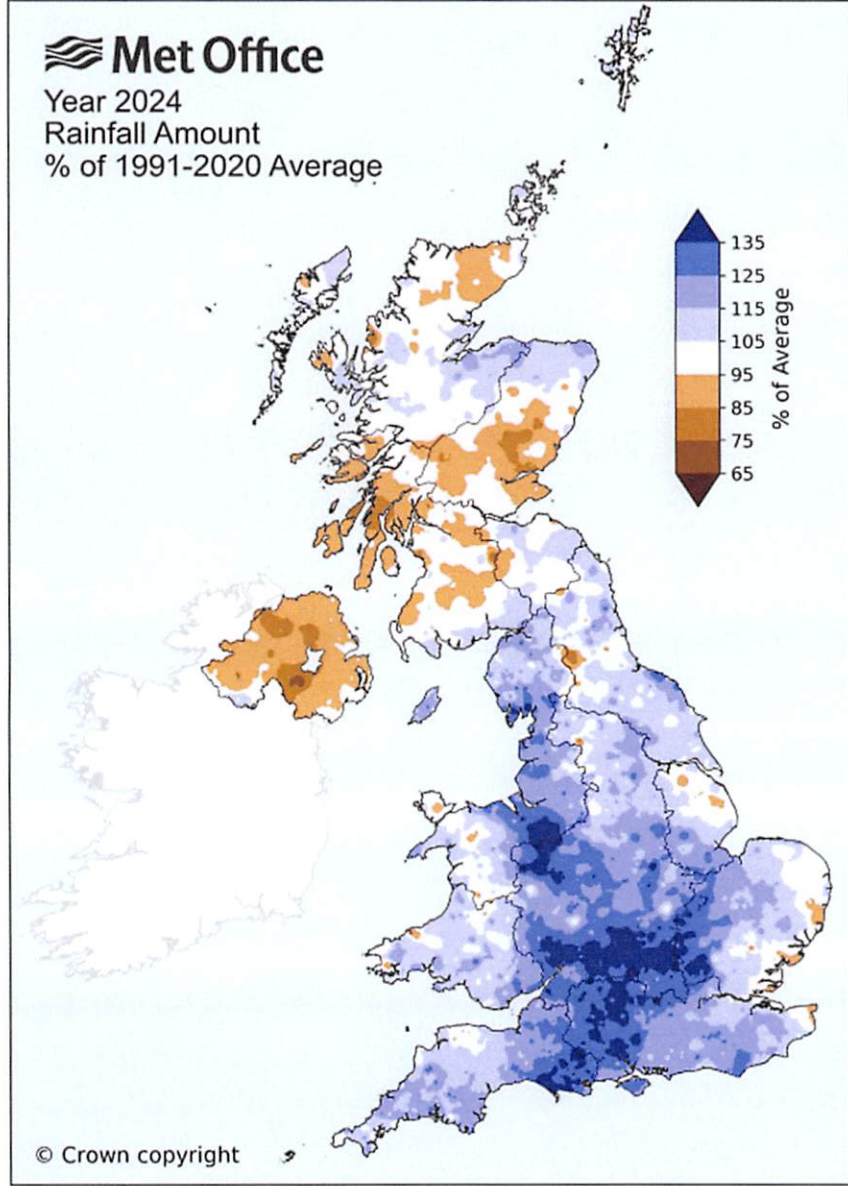 Met Office
Year 2024
Rainfall Amount
% of 1991-2020 Average
135
125
115
105
95
85
75
65
% of Average
© Crown copyright